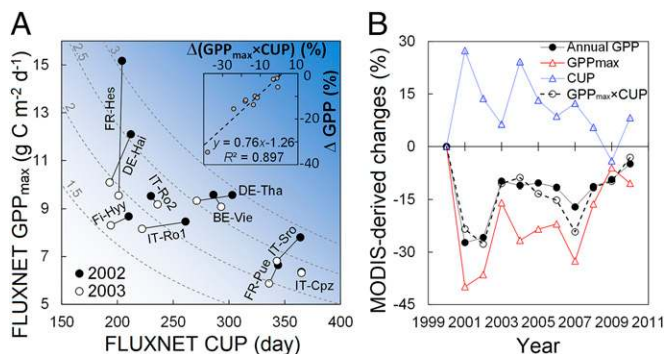 A
FLUXNET GPPmax (g C m-2 d-1)
15
13
11
9
7
5
2.5
2
1.5
FR-Hes
DE-Hai
Fi-Hyy
IT-Ro2
IT-Ro1
DE-Tha
BE-Vie
IT-Sro
FR-Pue
IT-Cpz
2002
2003
150 200 250 300 350 400
FLUXNET CUP (day)
Δ(GPPmax×CUP) (%)
-30 -10 10
0
-20
-40
Δ GPP (%)
y = 0.76x-1.26
R² = 0.897
B
MODIS-derived changes (%)
30
15
0
-15
-30
-45
Annual GPP
GPPmax
CUP
GPPmax×CUP
1999 2001 2003 2005 2007 2009 2011
Year